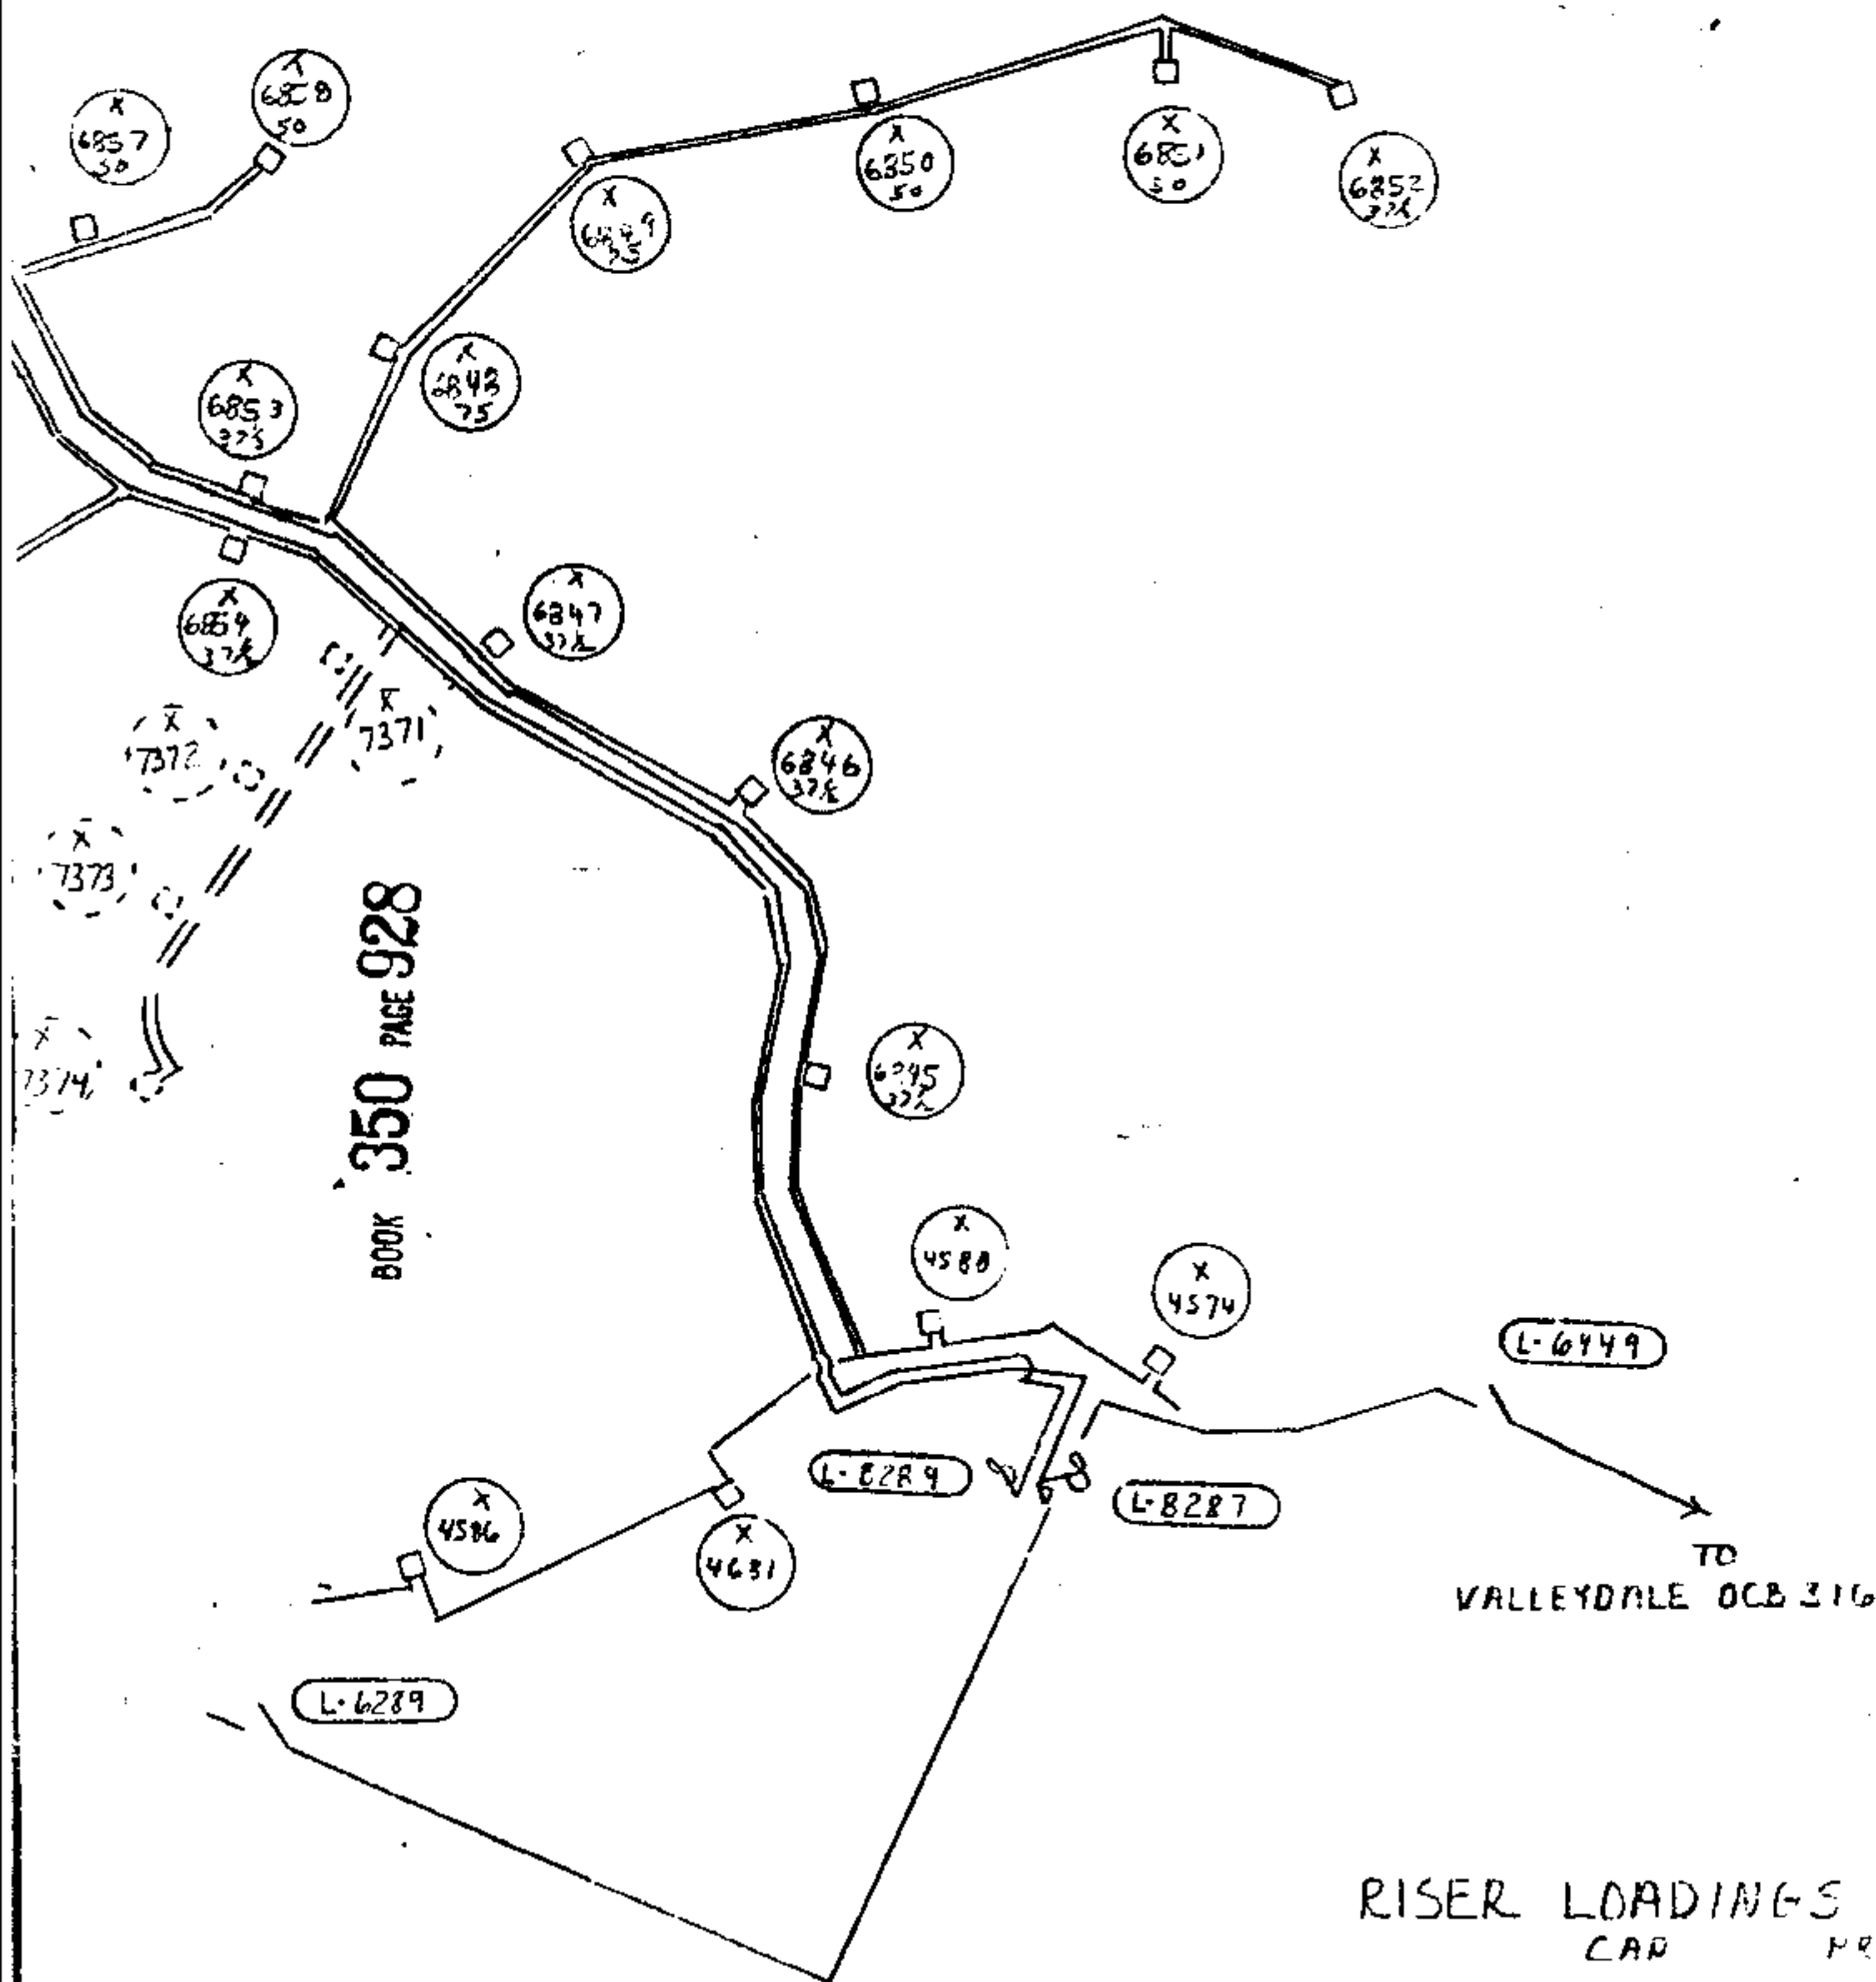 X
6857
50
X
6858
50
X
6849
75
X
6850
50
X
6851
50
X
6852
37½
X
6853
37½
X
6848
75
X
6854
37½
X
6847
37½
X
7371
X
7372
X
6846
37½
X
7373
BOOK 350 PAGE 928
X
7374
X
6845
37½
X
4588
X
4574
L-6449
L-8289
L-8287
X
4586
X
4631
TO
VALLEYDALE OCB 316
L-6289
RISER LOADINGS
CAP